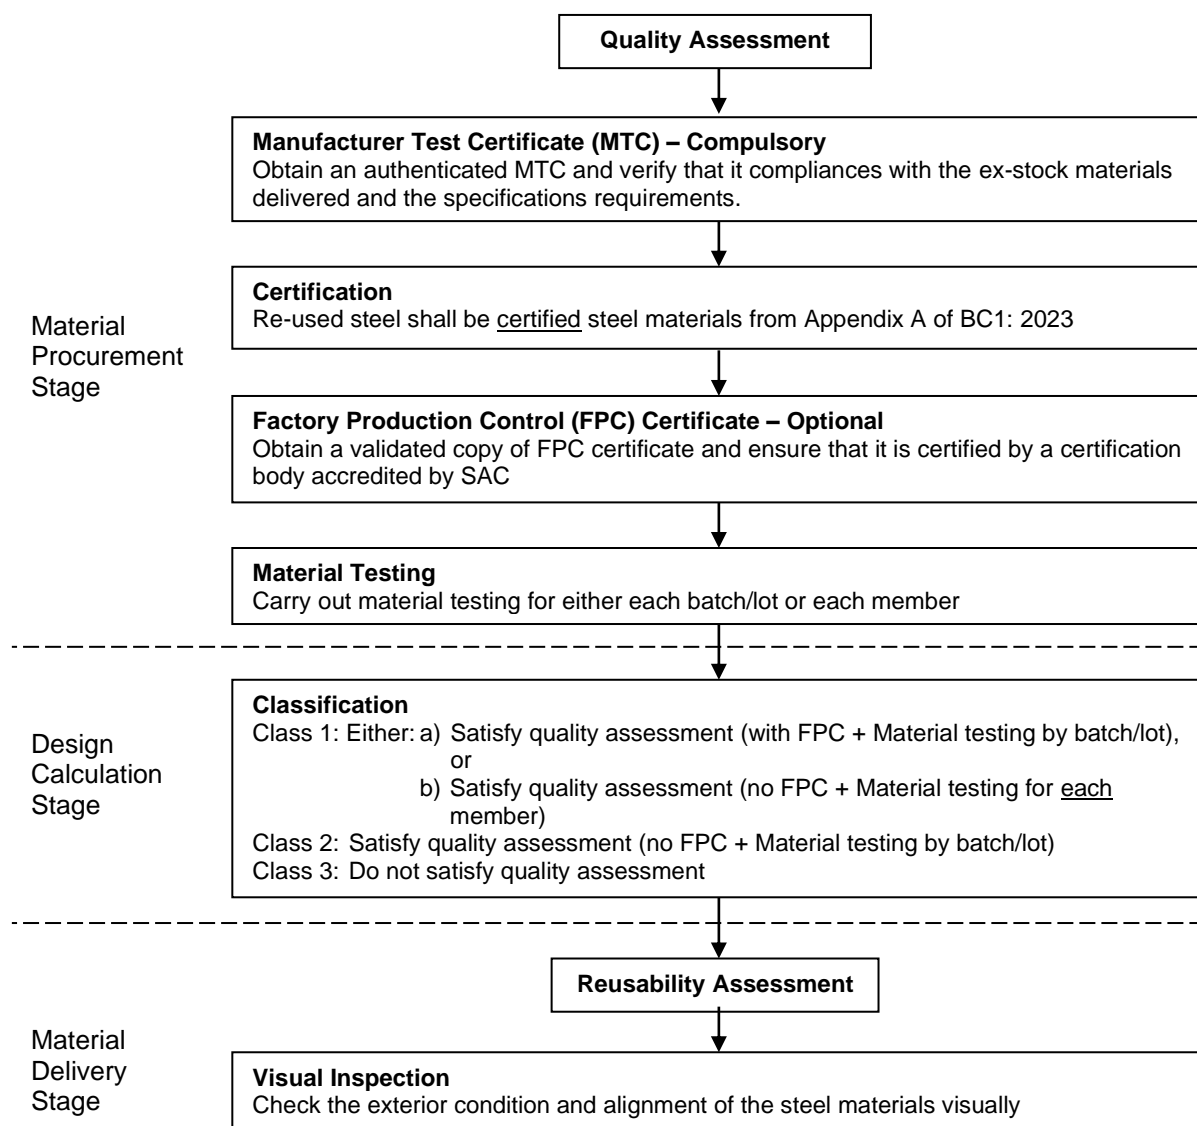 Quality Assessment
Manufacturer Test Certificate (MTC) – Compulsory
Obtain an authenticated MTC and verify that it compliances with the ex-stock materials
delivered and the specifications requirements.
Certification
Re-used steel shall be certified steel materials from Appendix A of BC1: 2023
Material
Procurement
Stage
Factory Production Control (FPC) Certificate – Optional
Obtain a validated copy of FPC certificate and ensure that it is certified by a certification
body accredited by SAC
Material Testing
Carry out material testing for either each batch/lot or each member
Design
Calculation
Stage
Classification
Class 1: Either: a) Satisfy quality assessment (with FPC + Material testing by batch/lot),
or
b) Satisfy quality assessment (no FPC + Material testing for each
member)
Class 2: Satisfy quality assessment (no FPC + Material testing by batch/lot)
Class 3: Do not satisfy quality assessment
Reusability Assessment
Material
Delivery
Stage
Visual Inspection
Check the exterior condition and alignment of the steel materials visually